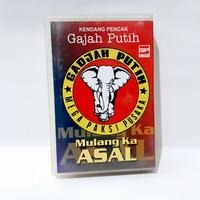 KENDANG PENCAK
Gajah Putih
GADJAH PUTIH
MEGA PAKSI PUSAKA
Mulang Ka
ASAL